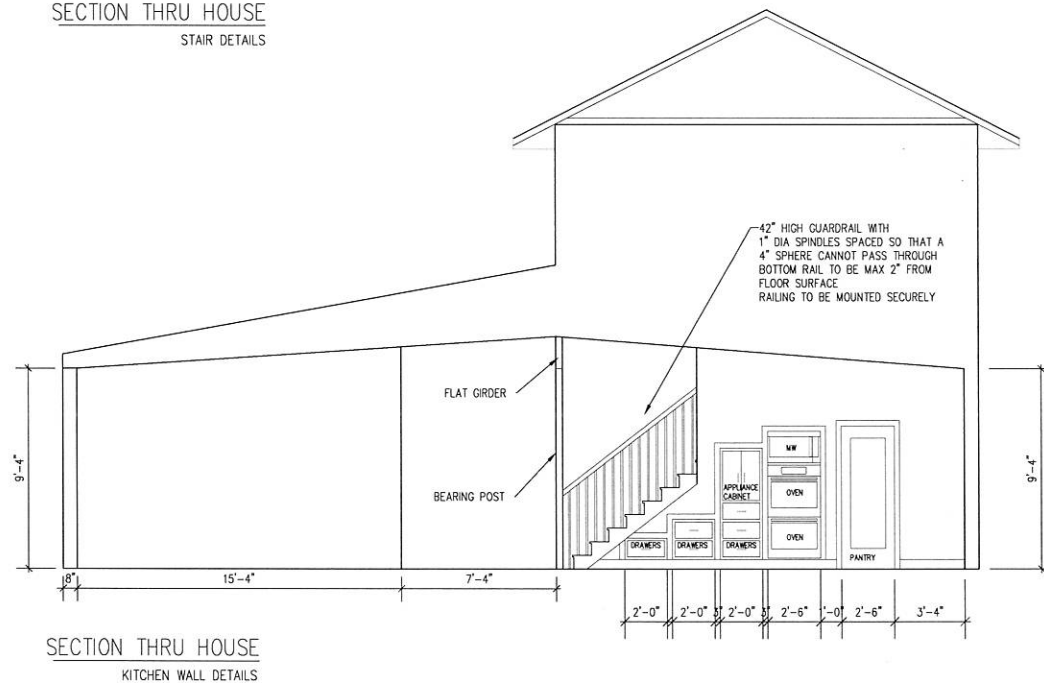 SECTION THRU HOUSE
STAIR DETAILS
42" HIGH GUARDRAIL WITH
1" DIA SPINDLES SPACED SO THAT A
4" SPHERE CANNOT PASS THROUGH
BOTTOM RAIL TO BE MAX 2" FROM
FLOOR SURFACE
RAILING TO BE MOUNTED SECURELY
FLAT GIRDER
BEARING POST
9'-4"
9'-4"
MW
OVEN
OVEN
APPLIANCE
CABINET
DRAWERS
DRAWERS
DRAWERS
PANTRY
8"
15'-4"
7'-4"
2'-0"
2'-0"
3"
2'-0"
3"
2'-6"
2'-6"
3'-4"
SECTION THRU HOUSE
KITCHEN WALL DETAILS